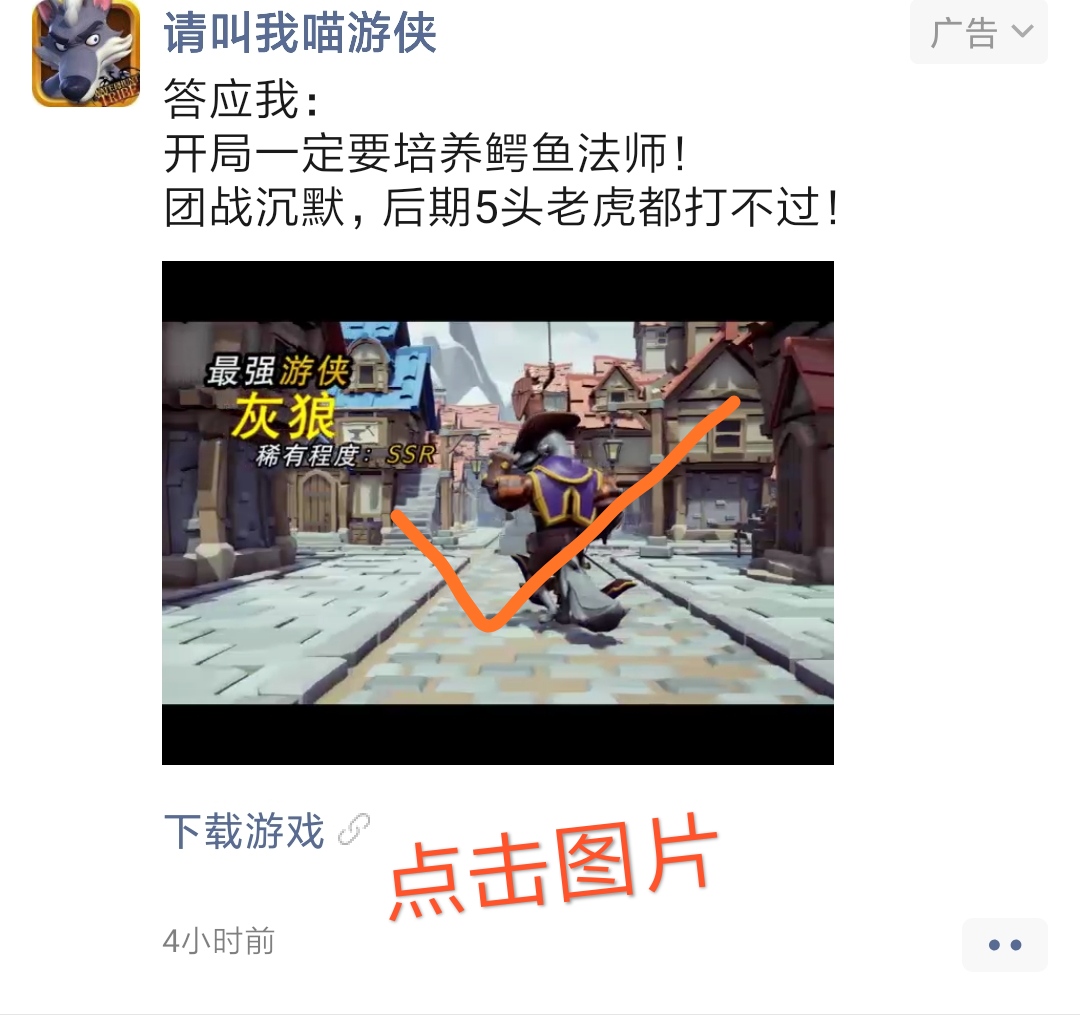 请叫我喵游侠
广告
答应我：
开局一定要培养鳄鱼法师！
团战沉默，后期5头老虎都打不过！
最强游侠
灰狼
稀有程度：SSR
下载游戏
点击图片
4小时前